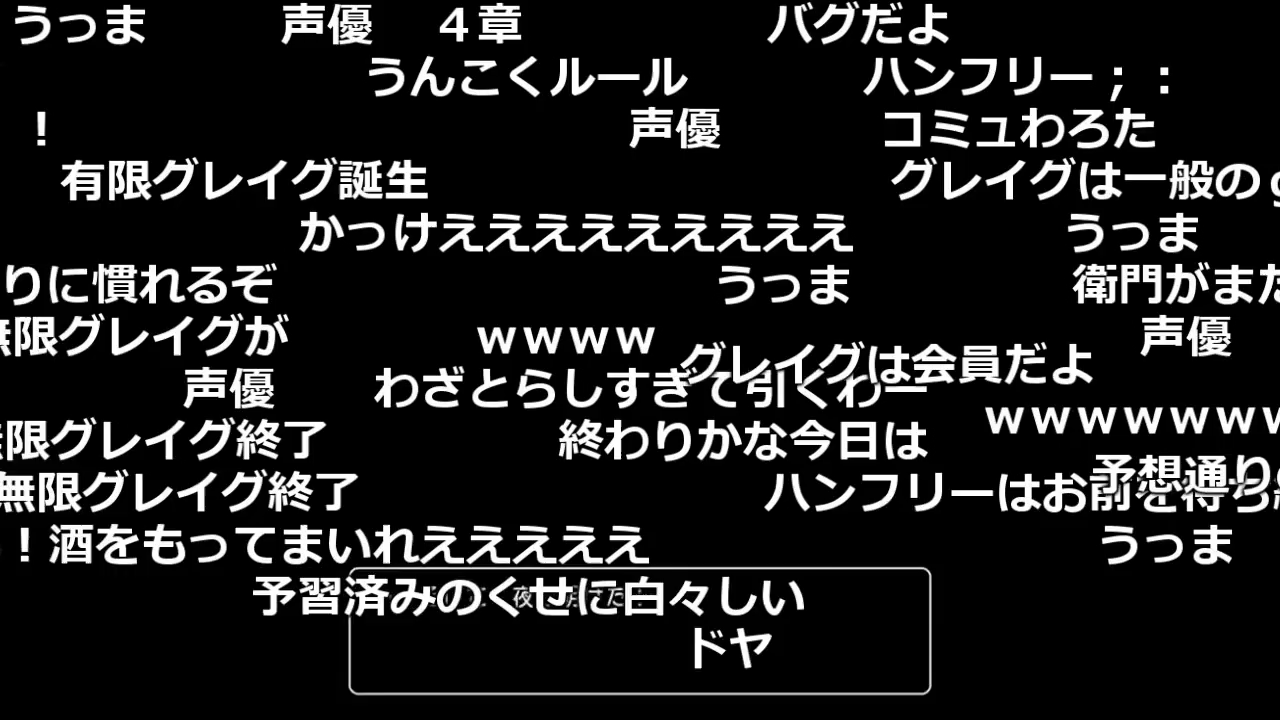 うっま 声優 ４章 バグだよ
うんこくルール ハンフリー；：
！ 声優 コミュわろた
有限グレイグ誕生 グレイグは一般の
かっけえええええええええ うっま
りに慣れるぞ うっま 衛門がまた
無限グレイグが ｗｗｗｗ 声優
グレイグは会員だよ
声優 わざとらしすぎて引くわー
ｗｗｗｗｗｗｗ
無限グレイグ終了 終わりかな今日は
予想通りの
無限グレイグ終了 ハンフリーはお前を待ち
！酒をもってまいれえええええ うっま
予習済みのくせに白々しい
ドヤ